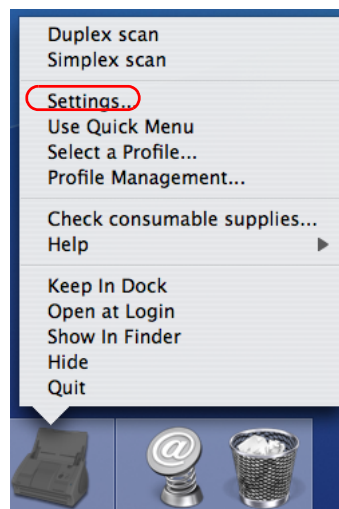 Duplex scan
Simplex scan
Settings...
Use Quick Menu
Select a Profile...
Profile Management...
Check consumable supplies...
Help
Keep In Dock
Open at Login
Show In Finder
Hide
Quit
@